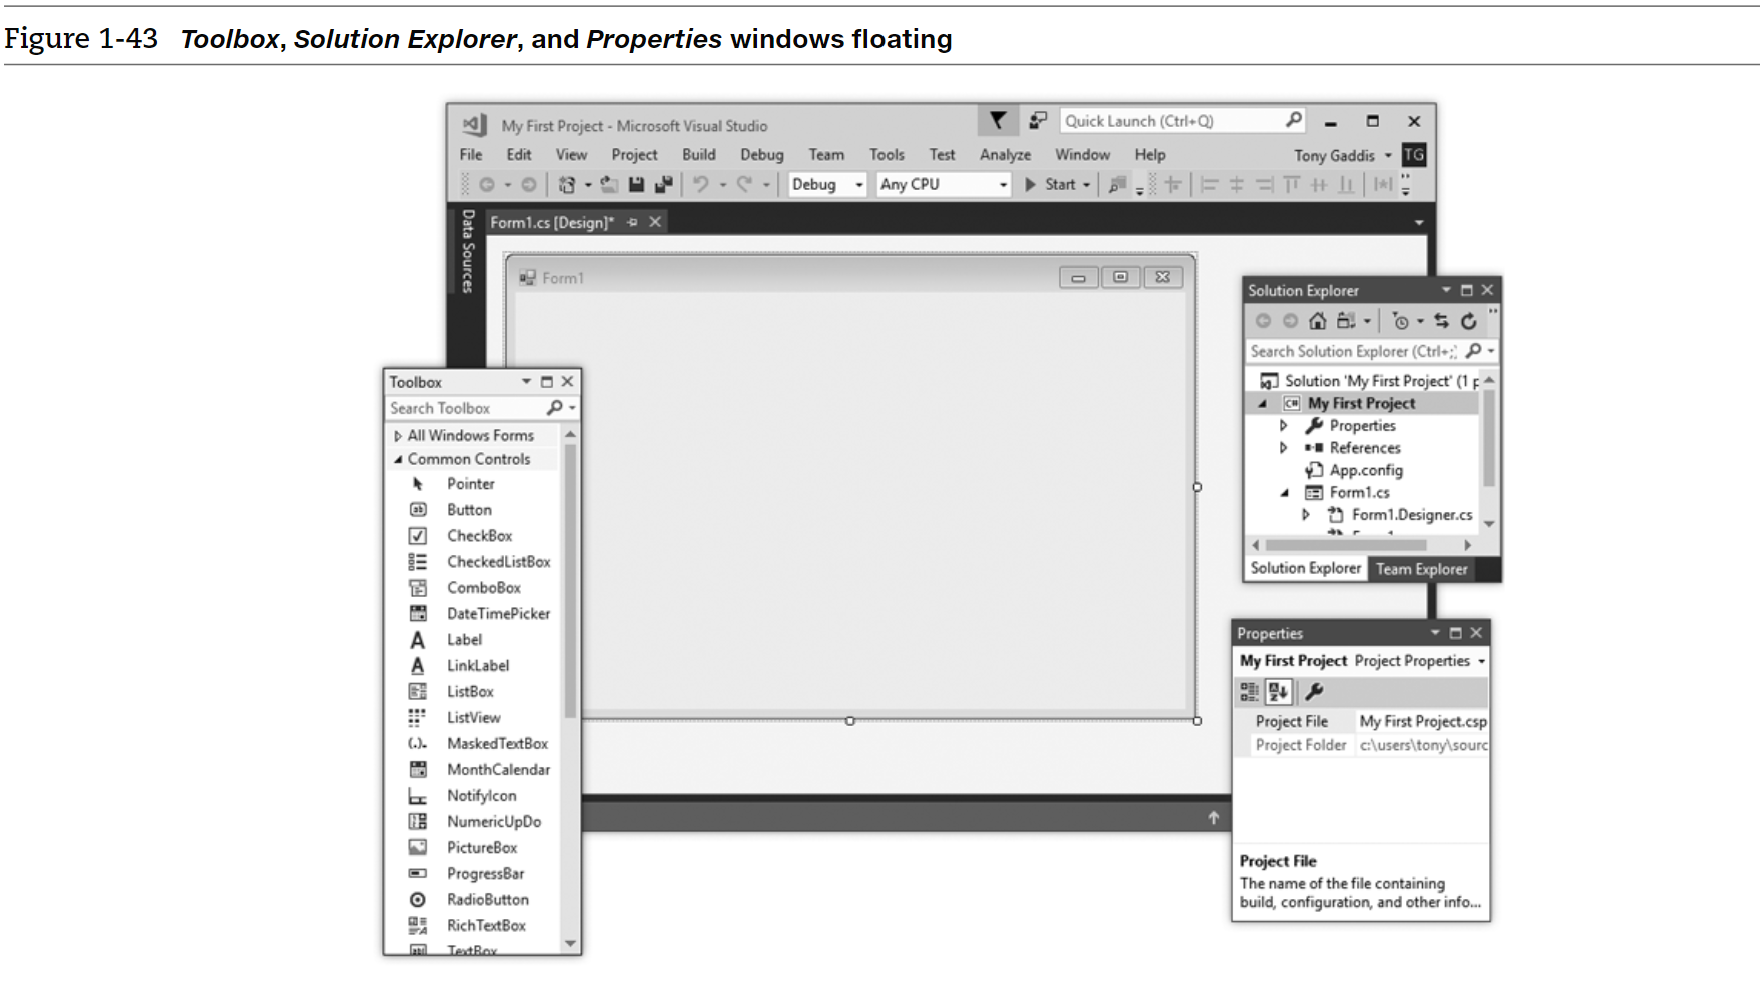 Figure 1-43 Toolbox, Solution Explorer, and Properties windows floating
My First Project - Microsoft Visual Studio
Quick Launch (Ctrl+Q)
File Edit View Project Build Debug Team Tools Test Analyze Window Help
Tony Gaddis TG
Debug Any CPU Start
Data Sources
Form1.cs [Design]*
Form1
Toolbox
Search Toolbox
All Windows Forms
Common Controls
Pointer
Button
CheckBox
CheckedListBox
ComboBox
DateTimePicker
Label
LinkLabel
ListBox
ListView
MaskedTextBox
MonthCalendar
NotifyIcon
NumericUpDo
PictureBox
ProgressBar
RadioButton
RichTextBox
TextBox
Solution Explorer
Search Solution Explorer (Ctrl+;)
Solution 'My First Project' (1 p
C# My First Project
Properties
References
App.config
Form1.cs
Form1.Designer.cs
Solution Explorer Team Explorer
Properties
My First Project Project Properties
Project File My First Project.csp
Project Folder c:\users\tony\sourc
Project File
The name of the file containing
build, configuration, and other info...